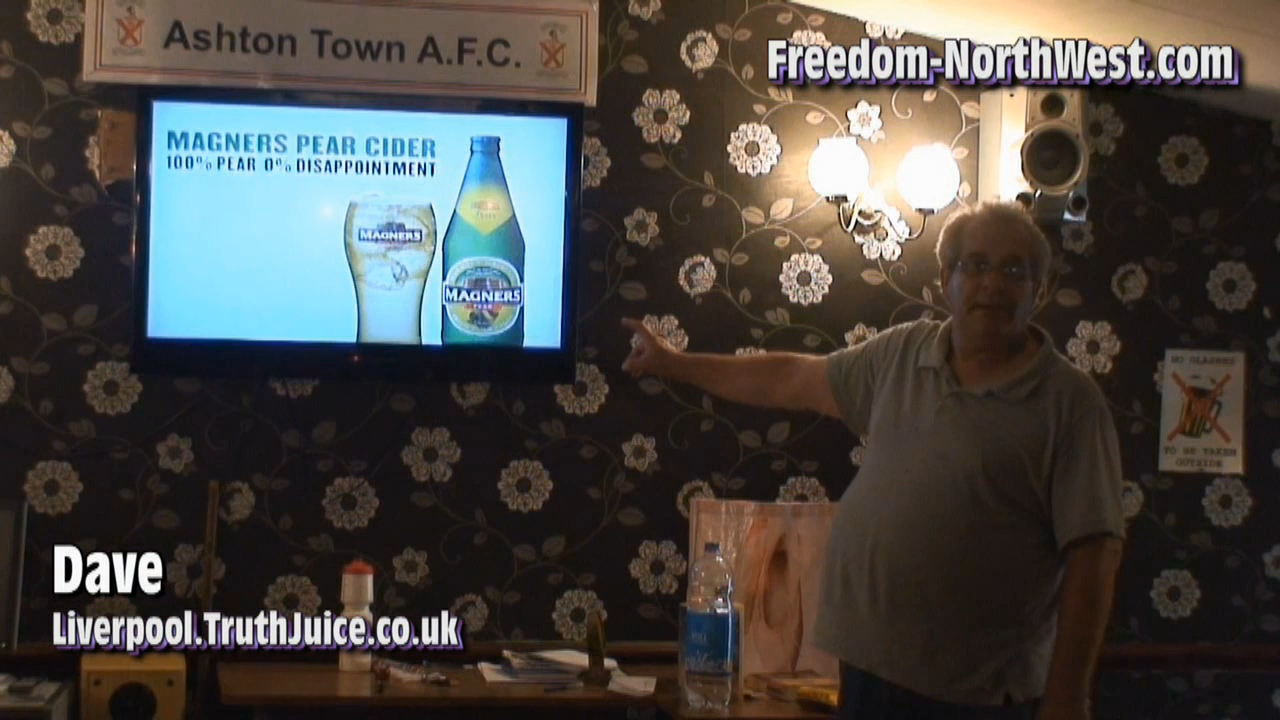 Ashton Town A.F.C.
Freedom-NorthWest.com
MAGNERS PEAR CIDER
100% PEAR 0% DISAPPOINTMENT
MAGNERS
MAGNERS
PEAR
NO GLASSES
TO BE TAKEN
OUTSIDE
Dave
Liverpool.TruthJuice.co.uk